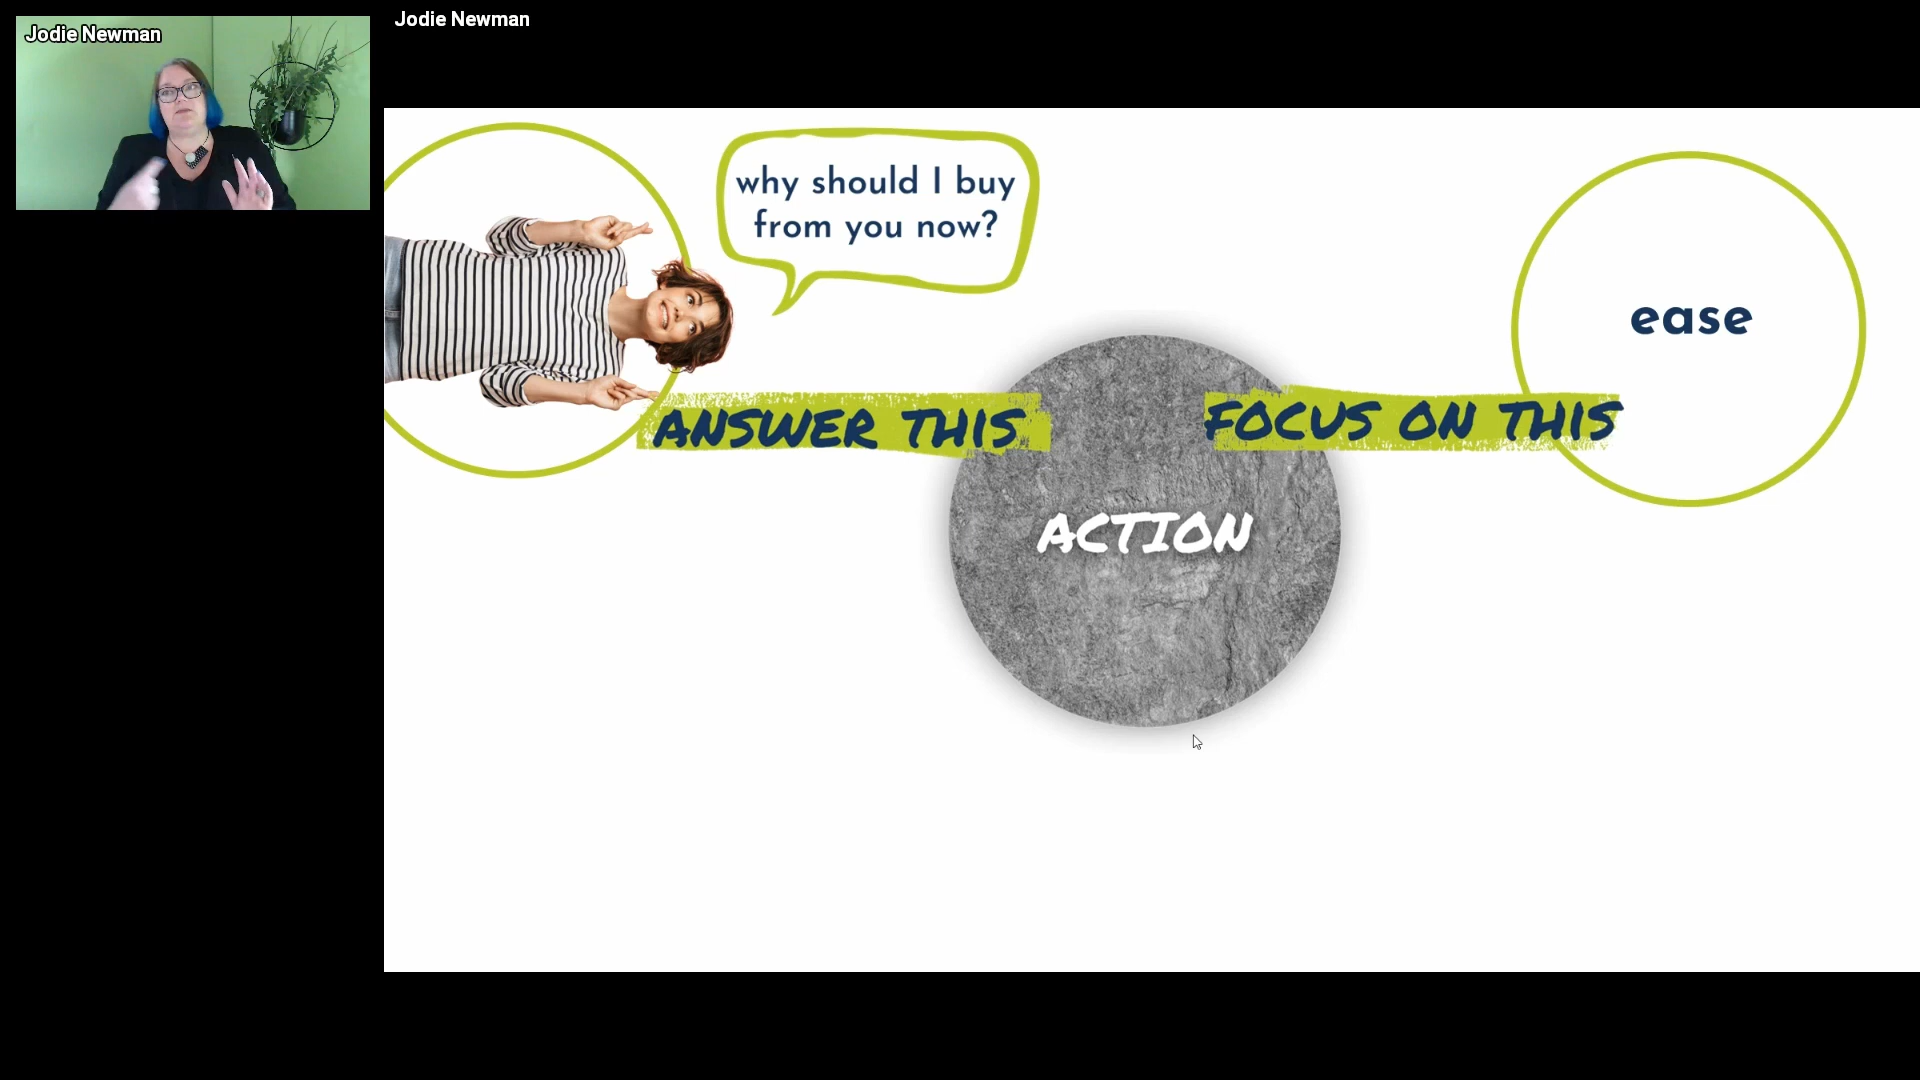 Jodie Newman
Jodie Newman
why should I buy
from you now?
ease
ANSWER THIS
FOCUS ON THIS
ACTION